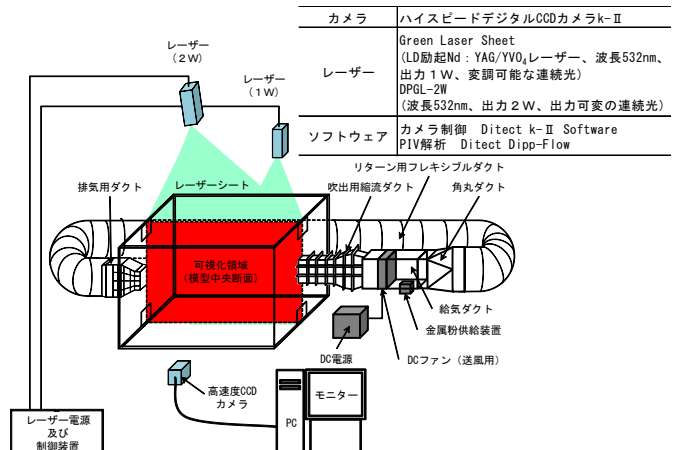 カメラ ハイスピードデジタルCCDカメラk-Ⅱ
レーザー
Green Laser Sheet
(LD励起Nd：YAG/YVO₄レーザー、波長532nm、
出力１Ｗ、変調可能な連続光)
DPGL-2W
(波長532nm、出力２Ｗ、出力可変の連続光)
ソフトウェア
カメラ制御 Ditect k-Ⅱ Software
PIV解析 Ditect Dipp-Flow
レーザー
（２Ｗ）
レーザー
（１Ｗ）
リターン用フレキシブルダクト
排気用ダクト
レーザーシート
吹出用縮流ダクト
角丸ダクト
可視化領域
（模型中央断面）
給気ダクト
金属粉供給装置
DC電源
DCファン（送風用）
高速度CCD
カメラ
PC
モニター
レーザー電源
及び
制御装置